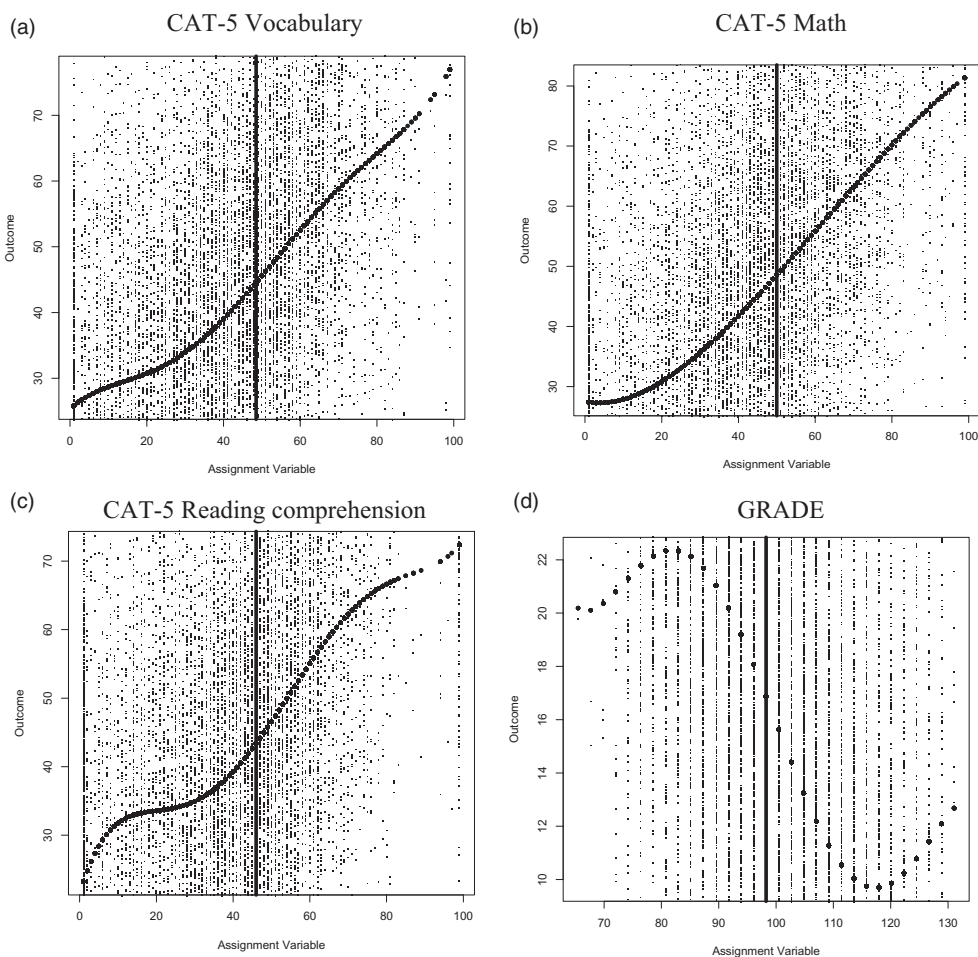 (a)
CAT-5 Vocabulary
Outcome
70
60
50
40
30
0 20 40 60 80 100
Assignment Variable
(b)
CAT-5 Math
Outcome
80
70
60
50
40
30
0 20 40 60 80 100
Assignment Variable
(c)
CAT-5 Reading comprehension
Outcome
70
60
50
40
30
0 20 40 60 80 100
Assignment Variable
(d)
GRADE
Outcome
22
20
18
16
14
12
10
70 80 90 100 110 120 130
Assignment Variable